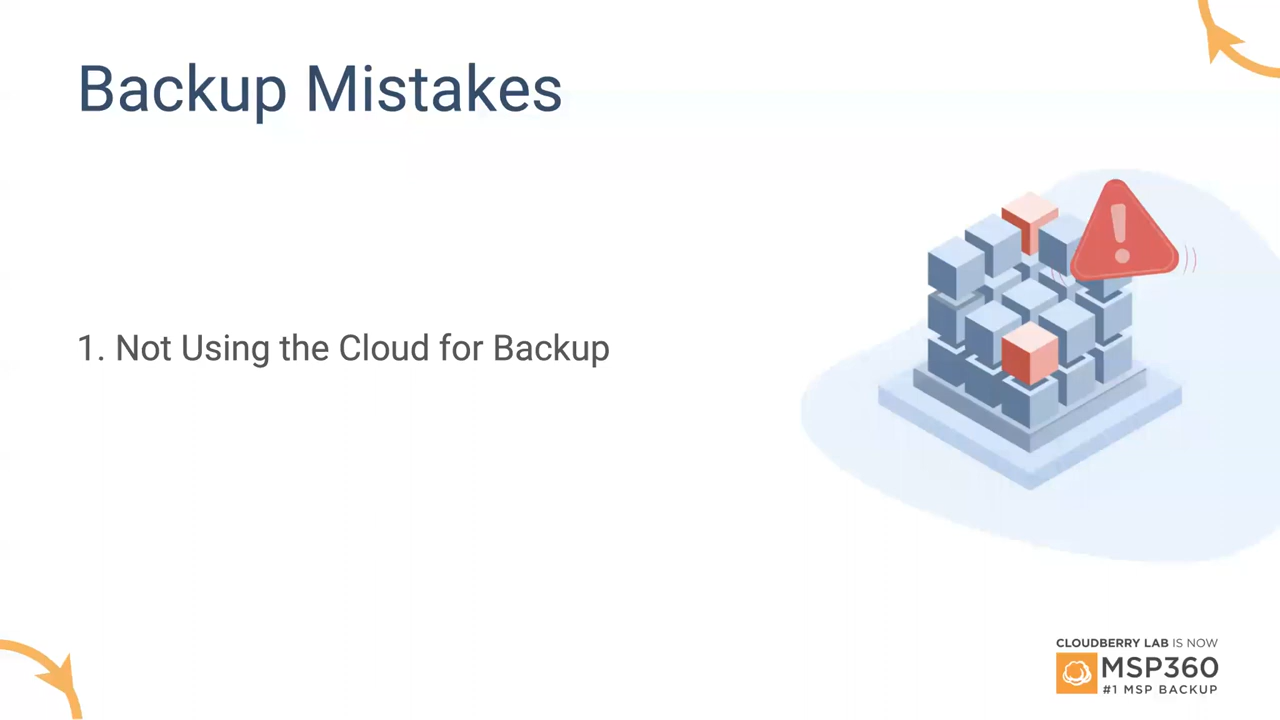 Backup Mistakes
1. Not Using the Cloud for Backup
CLOUDBERRY LAB IS NOW
MSP360
#1 MSP BACKUP